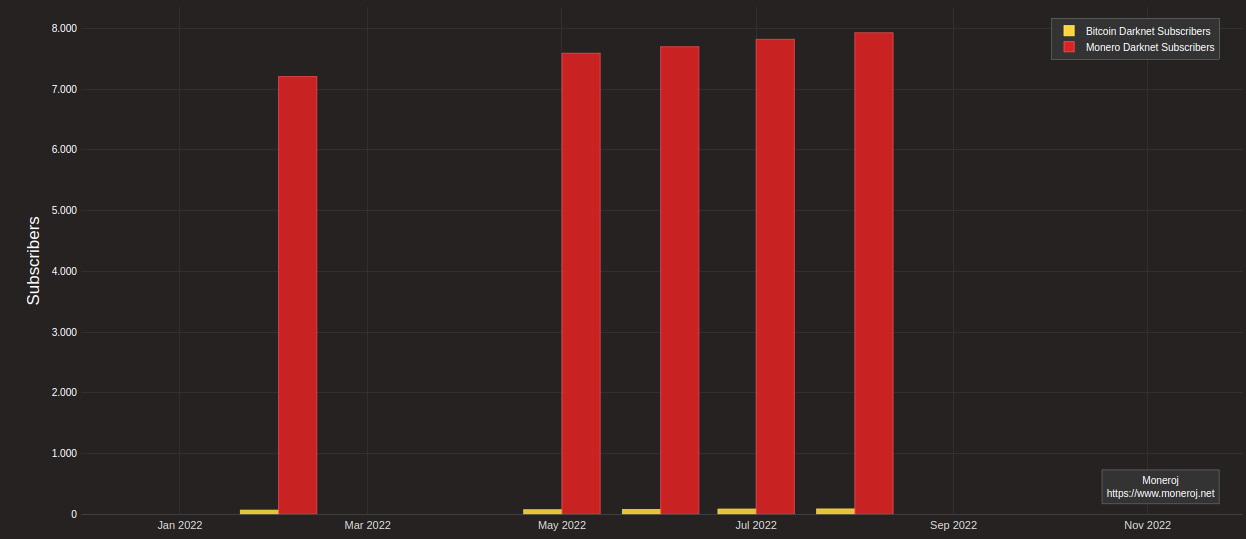 8.000
Bitcoin Darknet Subscribers
Monero Darknet Subscribers
7.000
6.000
5.000
Subscribers
4.000
3.000
2.000
1.000
Moneroj
https://www.moneroj.net
0
Jan 2022 Mar 2022 May 2022 Jul 2022 Sep 2022 Nov 2022